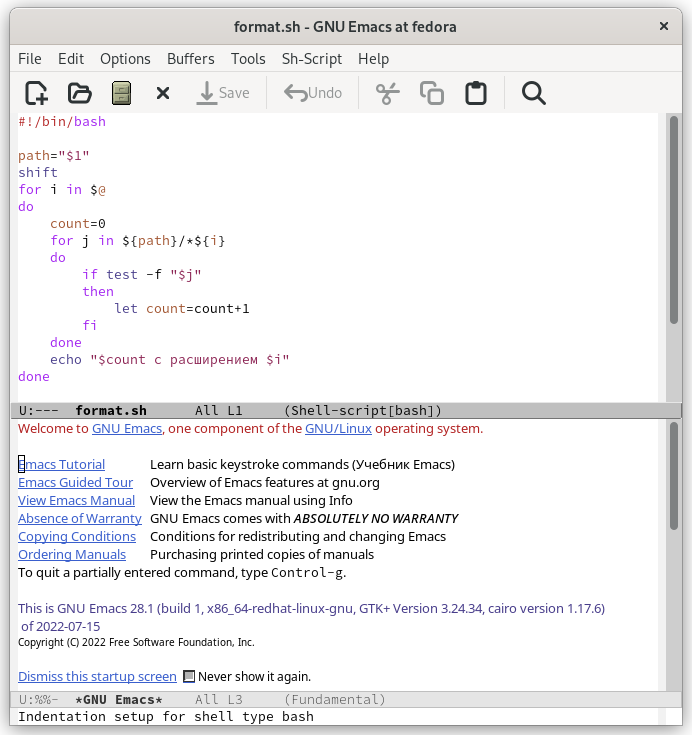 format.sh - GNU Emacs at fedora
File Edit Options Buffers Tools Sh-Script Help
Save Undo
#!/bin/bash
path="$1"
shift
for i in $@
do
    count=0
    for j in ${path}/*${i}
    do
        if test -f "$j"
        then
            let count=count+1
        fi
    done
    echo "$count с расширением $i"
done
U:---  format.sh      All L1     (Shell-script[bash])
Welcome to GNU Emacs, one component of the GNU/Linux operating system.
Emacs Tutorial Learn basic keystroke commands (Учебник Emacs)
Emacs Guided Tour Overview of Emacs features at gnu.org
View Emacs Manual View the Emacs manual using Info
Absence of Warranty GNU Emacs comes with ABSOLUTELY NO WARRANTY
Copying Conditions Conditions for redistributing and changing Emacs
Ordering Manuals Purchasing printed copies of manuals
To quit a partially entered command, type Control-g.
This is GNU Emacs 28.1 (build 1, x86_64-redhat-linux-gnu, GTK+ Version 3.24.34, cairo version 1.17.6)
of 2022-07-15
Copyright (C) 2022 Free Software Foundation, Inc.
Dismiss this startup screen Never show it again.
U:%%-  *GNU Emacs*    All L3     (Fundamental)
Indentation setup for shell type bash